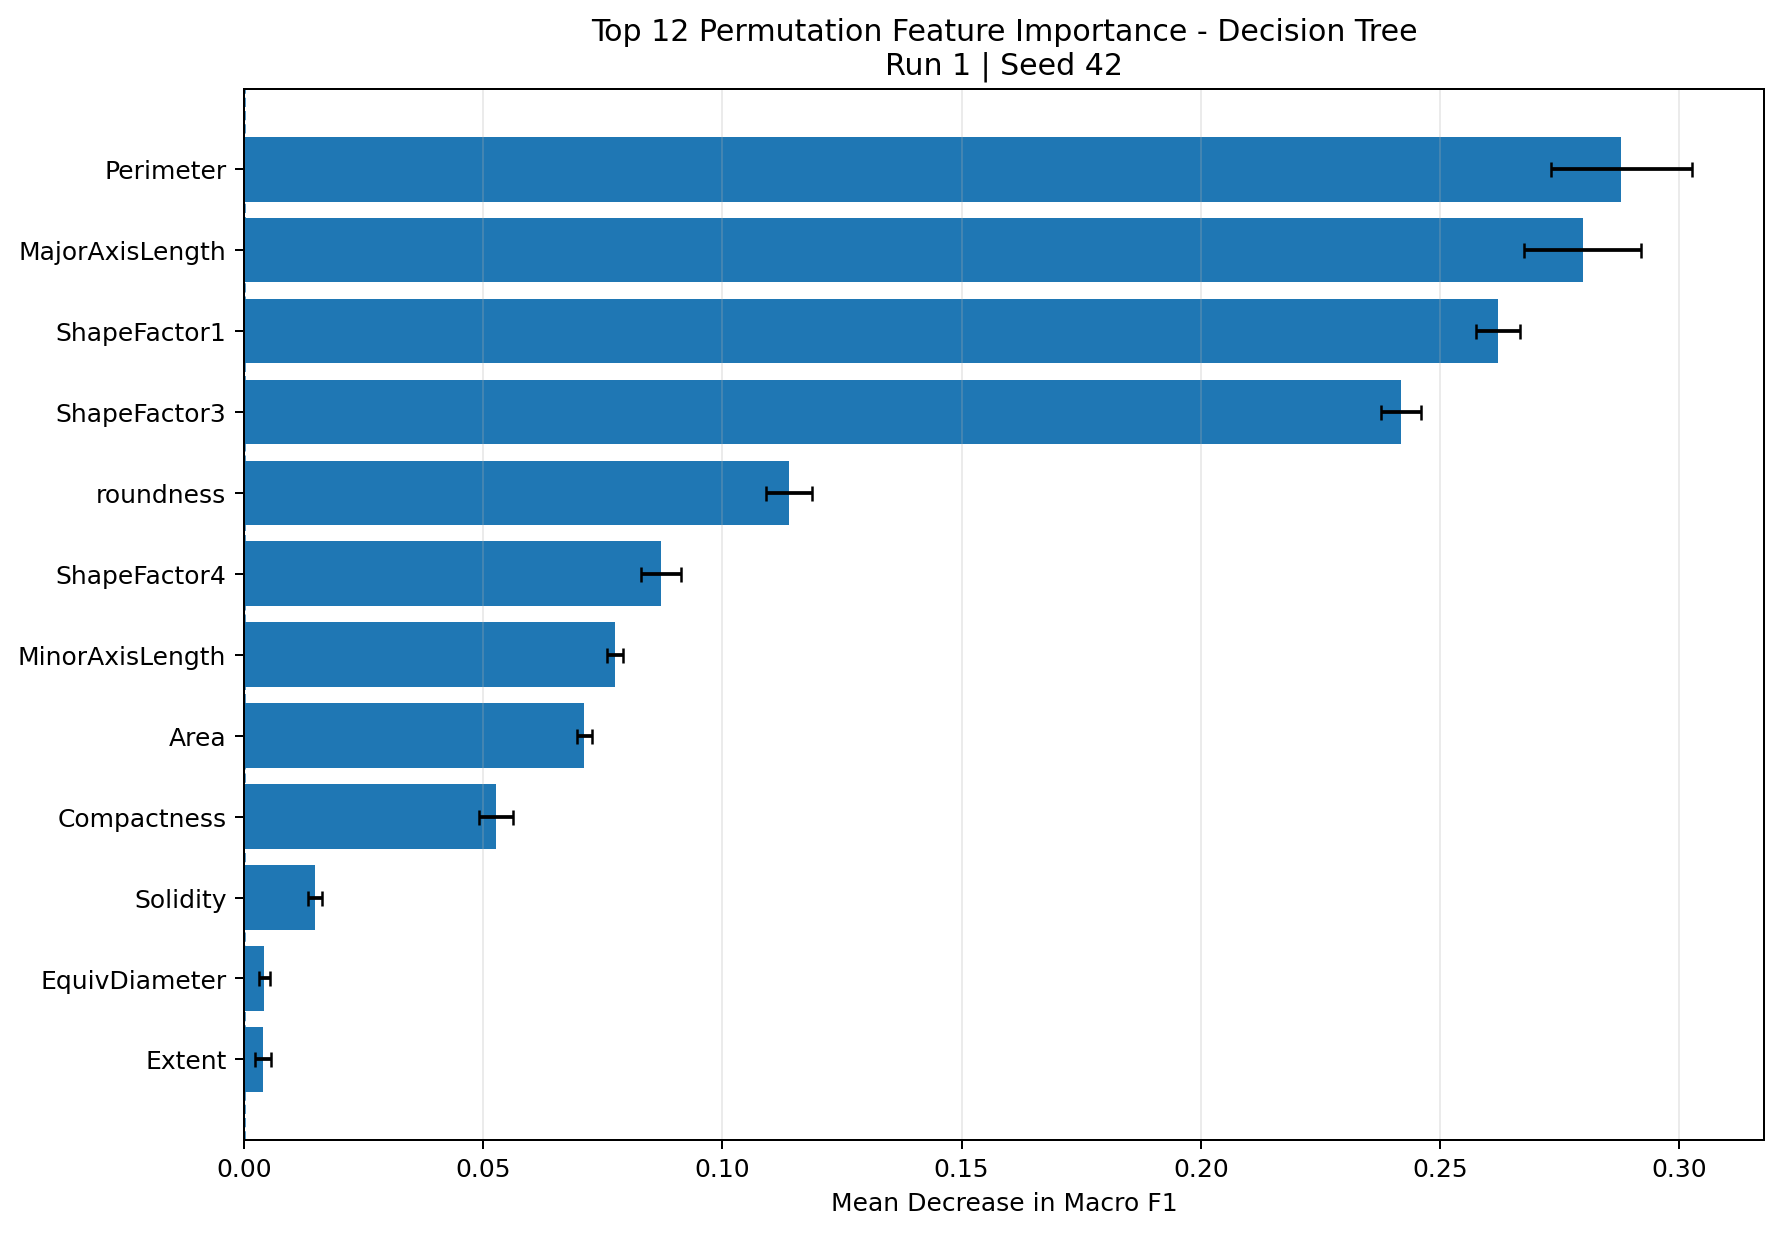 Top 12 Permutation Feature Importance - Decision Tree
Run 1 | Seed 42
Perimeter
MajorAxisLength
ShapeFactor1
ShapeFactor3
roundness
ShapeFactor4
MinorAxisLength
Area
Compactness
Solidity
EquivDiameter
Extent
0.00 0.05 0.10 0.15 0.20 0.25 0.30
Mean Decrease in Macro F1